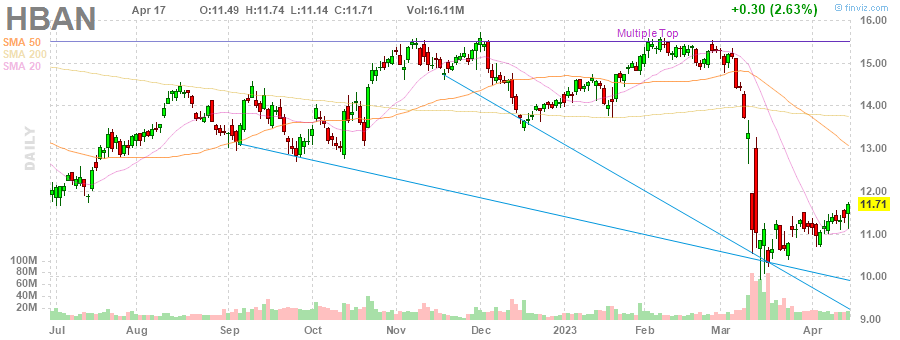 HBAN Apr 17 O:11.49 H:11.74 L:11.14 C:11.71 Vol:16.11M +0.30 (2.63%) © finviz.com
SMA 50
SMA 200
SMA 20
Multiple Top
DAILY
16.00
15.00
14.00
13.00
12.00
11.71
11.00
10.00
9.00
100M
80M
60M
40M
20M
Jul Aug Sep Oct Nov Dec 2023 Feb Mar Apr